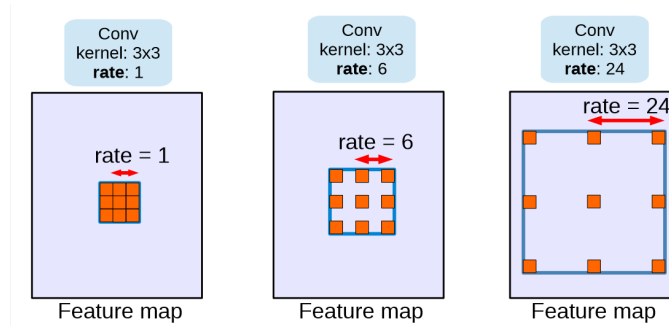 Conv
kernel: 3x3
rate: 1
rate = 1
Feature map
Conv
kernel: 3x3
rate: 6
rate = 6
Feature map
Conv
kernel: 3x3
rate: 24
rate = 24
Feature map